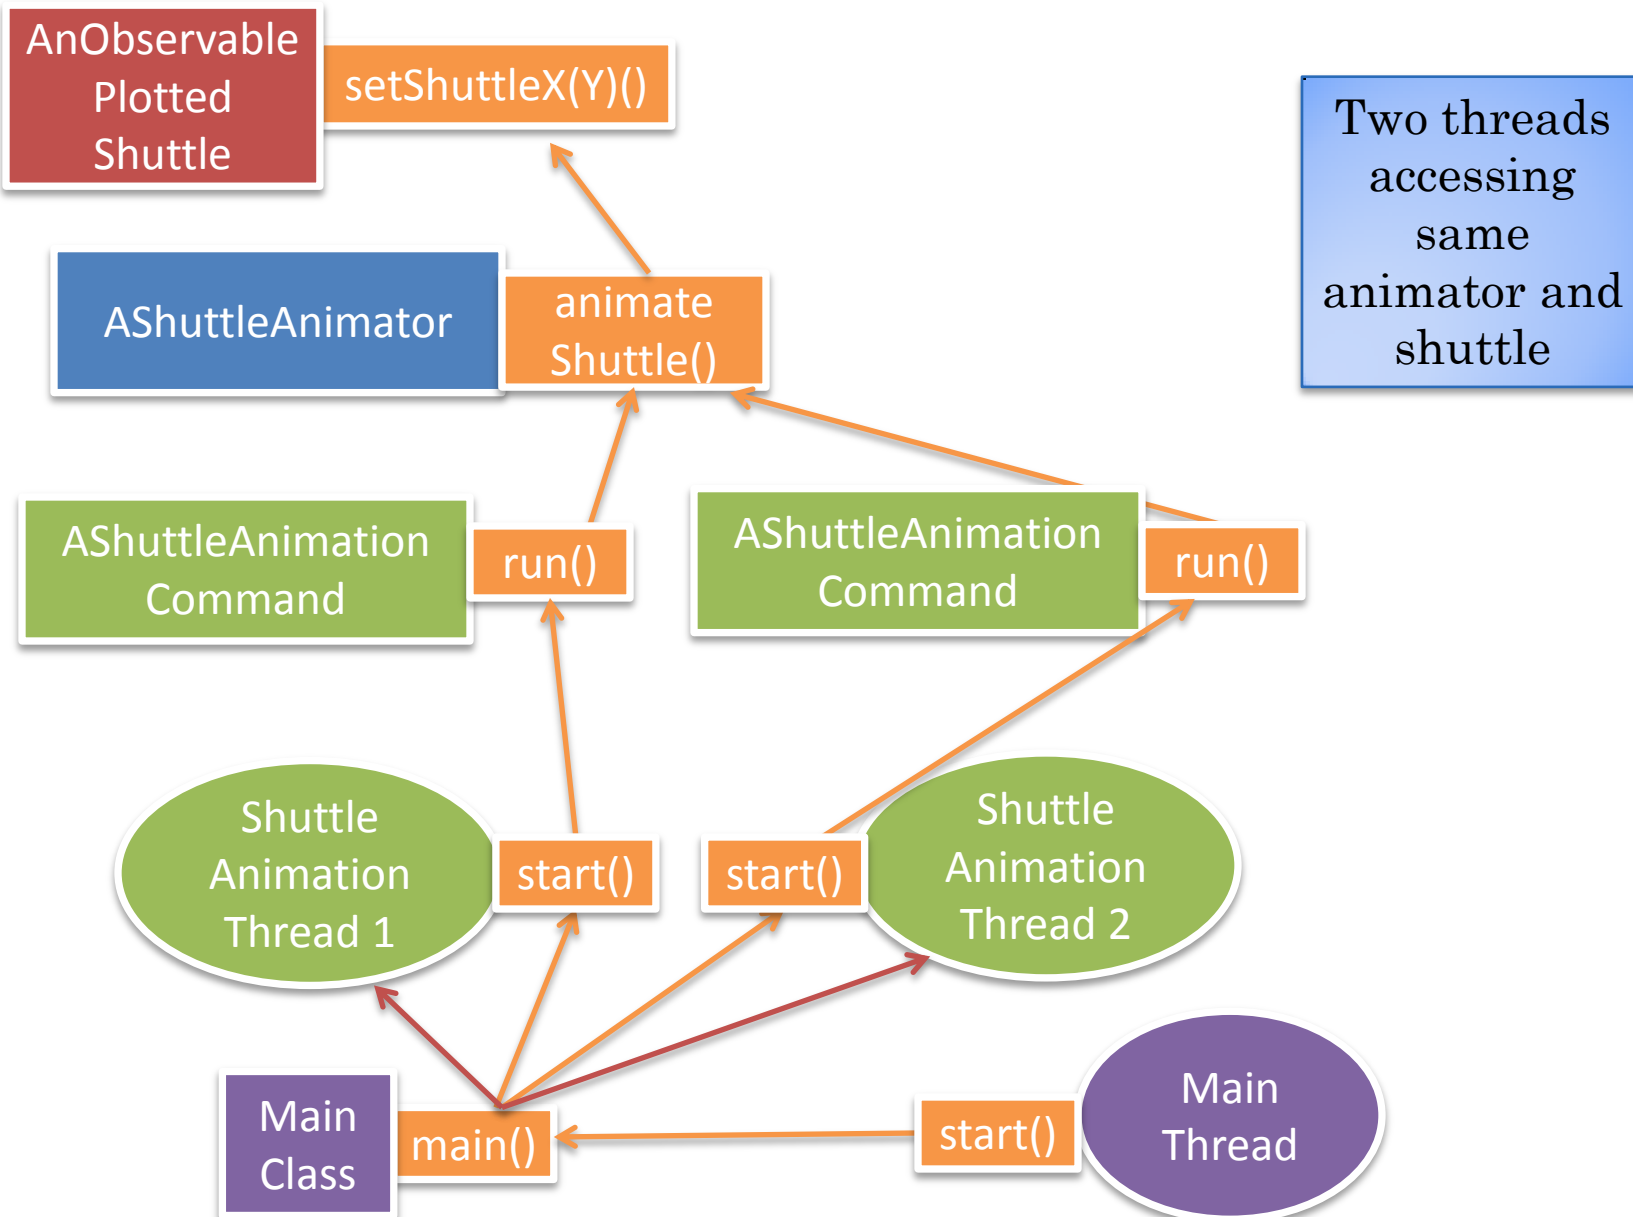 AnObservable
Plotted
Shuttle
setShuttleX(Y)()
Two threads
accessing
same
animator and
shuttle
AShuttleAnimator
animate
Shuttle()
AShuttleAnimation
Command
run()
AShuttleAnimation
Command
run()
Shuttle
Animation
Thread 1
start()
start()
Shuttle
Animation
Thread 2
Main
Class
main()
start()
Main
Thread